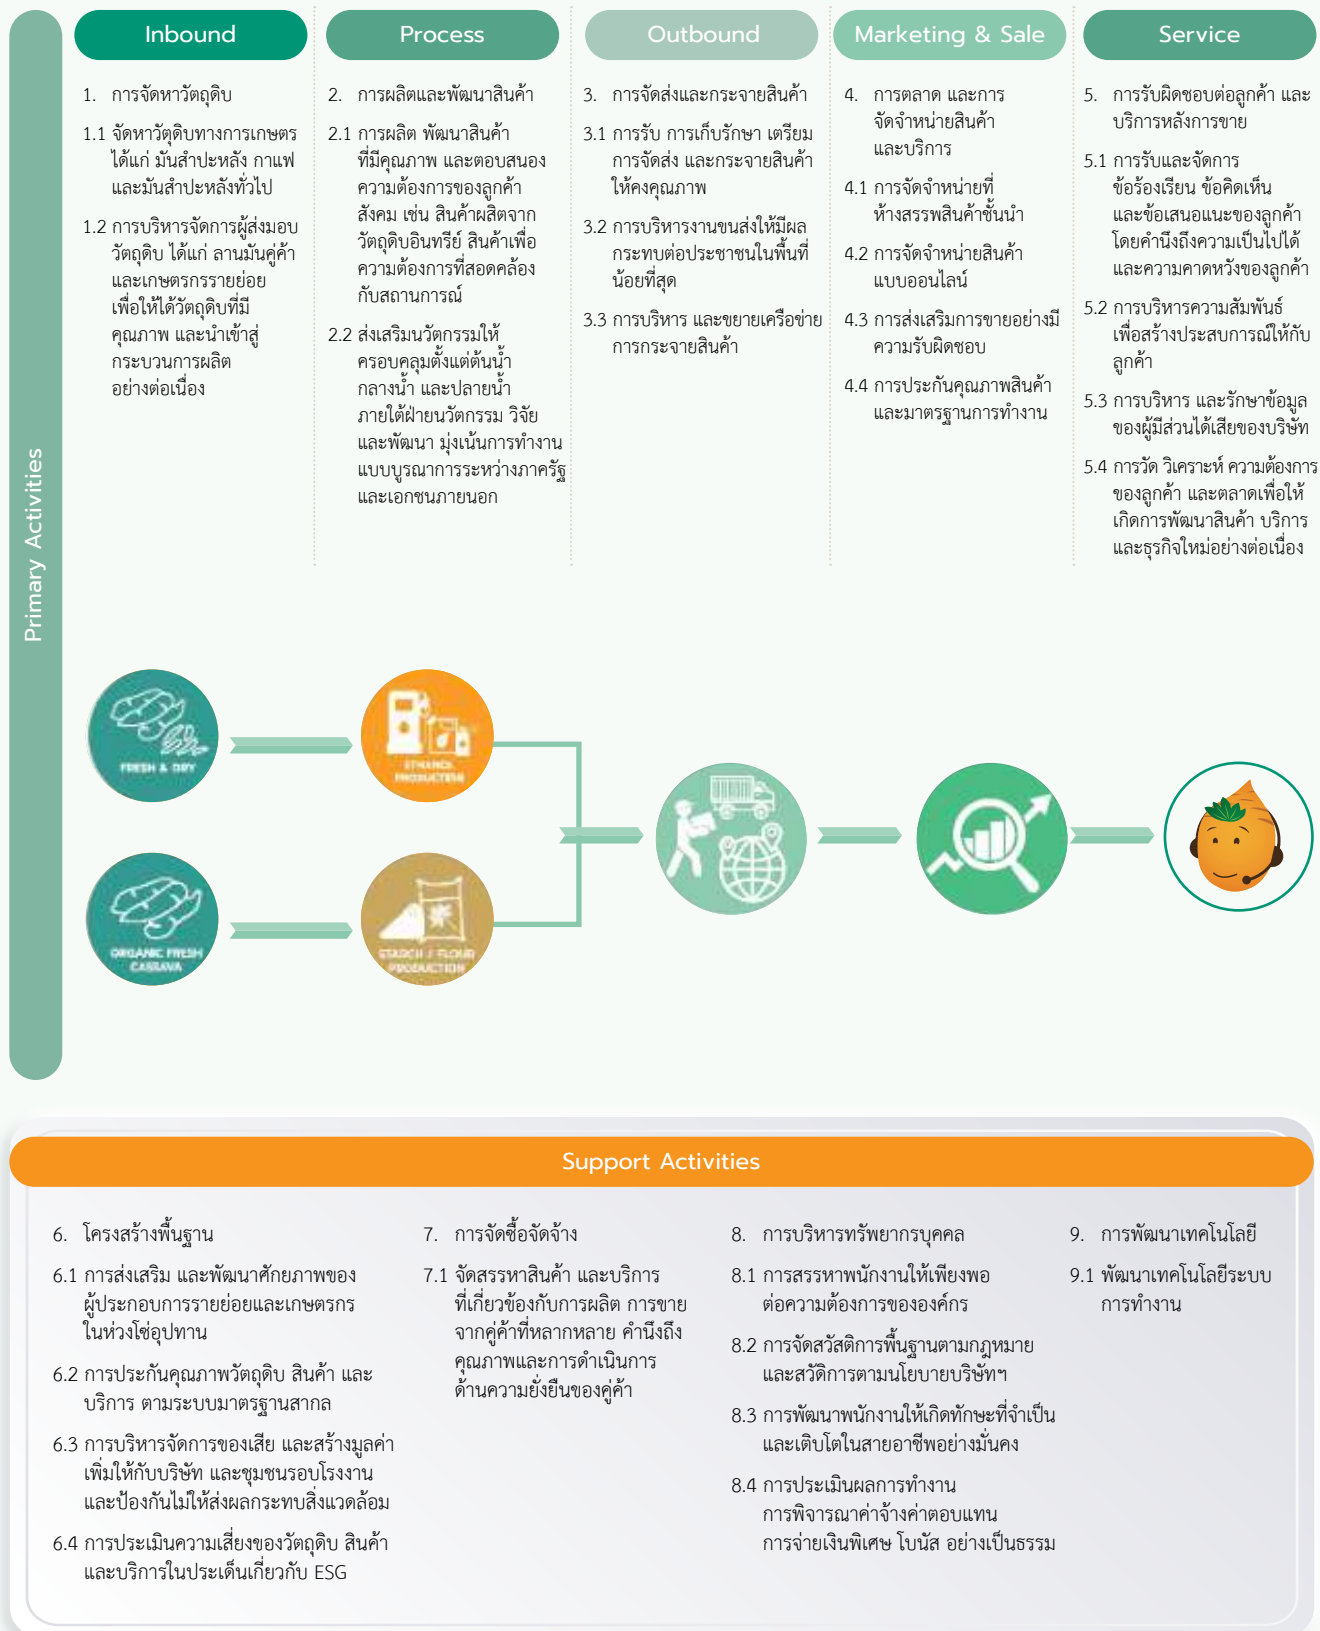 Primary Activities
Inbound
1. การจัดหาวัตถุดิบ
1.1 จัดหาวัตุดิบทางการเกษตร
ได้แก่ มันสำปะหลัง กาแฟ
และมันสำปะหลังทั่วไป
1.2 การบริหารจัดการผู้ส่งมอบ
วัตถุดิบ ได้แก่ ลานมันคู่ค้า
และเกษตรกรรายย่อย
เพื่อให้ได้วัตถุดิบที่มี
คุณภาพ และนำเข้าสู่
กระบวนการผลิต
อย่างต่อเนื่อง
Process
2. การผลิตและพัฒนาสินค้า
2.1 การผลิต พัฒนาสินค้า
ที่มีคุณภาพ และตอบสนอง
ความต้องการของลูกค้า
สังคม เช่น สินค้าผลิตจาก
วัตถุดิบอินทรีย์ สินค้าเพื่อ
ความต้องการที่สอดคล้อง
กับสถานการณ์
2.2 ส่งเสริมนวัตกรรมให้
ครอบคลุมตั้งแต่ต้นน้ำ
กลางน้ำ และปลายน้ำ
ภายใต้ฝ่ายนวัตกรรม วิจัย
และพัฒนา มุ่งเน้นการทำงาน
แบบบูรณาการระหว่างภาครัฐ
และเอกชนภายนอก
Outbound
3. การจัดส่งและกระจายสินค้า
3.1 การรับ การเก็บรักษา เตรียม
การจัดส่ง และกระจายสินค้า
ให้คงคุณภาพ
3.2 การบริหารงานขนส่งให้มีผล
กระทบต่อประชาชนในพื้นที่
น้อยที่สุด
3.3 การบริหาร และขยายเครือข่าย
การกระจายสินค้า
Marketing & Sale
4. การตลาด และการ
จัดจำหน่ายสินค้า
และบริการ
4.1 การจัดจำหน่ายที่
ห้างสรรพสินค้าชั้นนำ
4.2 การจัดจำหน่ายสินค้า
แบบออนไลน์
4.3 การส่งเสริมการขายอย่างมี
ความรับผิดชอบ
4.4 การประกันคุณภาพสินค้า
และมาตรฐานการทำงาน
Service
5. การรับผิดชอบต่อลูกค้า และ
บริการหลังการขาย
5.1 การรับและจัดการ
ข้อร้องเรียน ข้อคิดเห็น
และข้อเสนอแนะของลูกค้า
โดยคำนึงถึงความเป็นไปได้
และความคาดหวังของลูกค้า
5.2 การบริหารความสัมพันธ์
เพื่อสร้างประสบการณ์ให้กับ
ลูกค้า
5.3 การบริหาร และรักษาข้อมูล
ของผู้มีส่วนได้เสียของบริษัท
5.4 การวัด วิเคราะห์ ความต้องการ
ของลูกค้า และตลาดเพื่อให้
เกิดการพัฒนาสินค้า บริการ
และธุรกิจใหม่อย่างต่อเนื่อง
FRESH & DRY
ETHANOL
PRODUCTION
ORGANIC FRESH
CASSAVA
STARCH / FLOUR
PRODUCTION
Support Activities
6. โครงสร้างพื้นฐาน
6.1 การส่งเสริม และพัฒนาศักยภาพของ
ผู้ประกอบการรายย่อยและเกษตรกร
ในห่วงโซ่อุปทาน
6.2 การประกันคุณภาพวัตถุดิบ สินค้า และ
บริการ ตามระบบมาตรฐานสากล
6.3 การบริหารจัดการของเสีย และสร้างมูลค่า
เพิ่มให้กับบริษัท และชุมชนรอบโรงงาน
และป้องกันไม่ให้ส่งผลกระทบสิ่งแวดล้อม
6.4 การประเมินความเสี่ยงของวัตถุดิบ สินค้า
และบริการในประเด็นเกี่ยวกับ ESG
7. การจัดซื้อจัดจ้าง
7.1 จัดสรรหาสินค้า และบริการ
ที่เกี่ยวข้องกับการผลิต การขาย
จากคู่ค้าที่หลากหลาย คำนึงถึง
คุณภาพและการดำเนินการ
ด้านความยั่งยืนของคู่ค้า
8. การบริหารทรัพยากรบุคคล
8.1 การสรรหาพนักงานให้เพียงพอ
ต่อความต้องการขององค์กร
8.2 การจัดสวัสติการพื้นฐานตามกฎหมาย
และสวัดิการตามนโยบายบริษัทฯ
8.3 การพัฒนาพนักงานให้เกิดทักษะที่จำเป็น
และเติบโตในสายอาชีพอย่างมั่นคง
8.4 การประเมินผลการทำงาน
การพิจารณาค่าจ้างค่าตอบแทน
การจ่ายเงินพิเศษ โบนัส อย่างเป็นธรรม
9. การพัฒนาเทคโนโลยี
9.1 พัฒนาเทคโนโลยีระบบ
การทำงาน